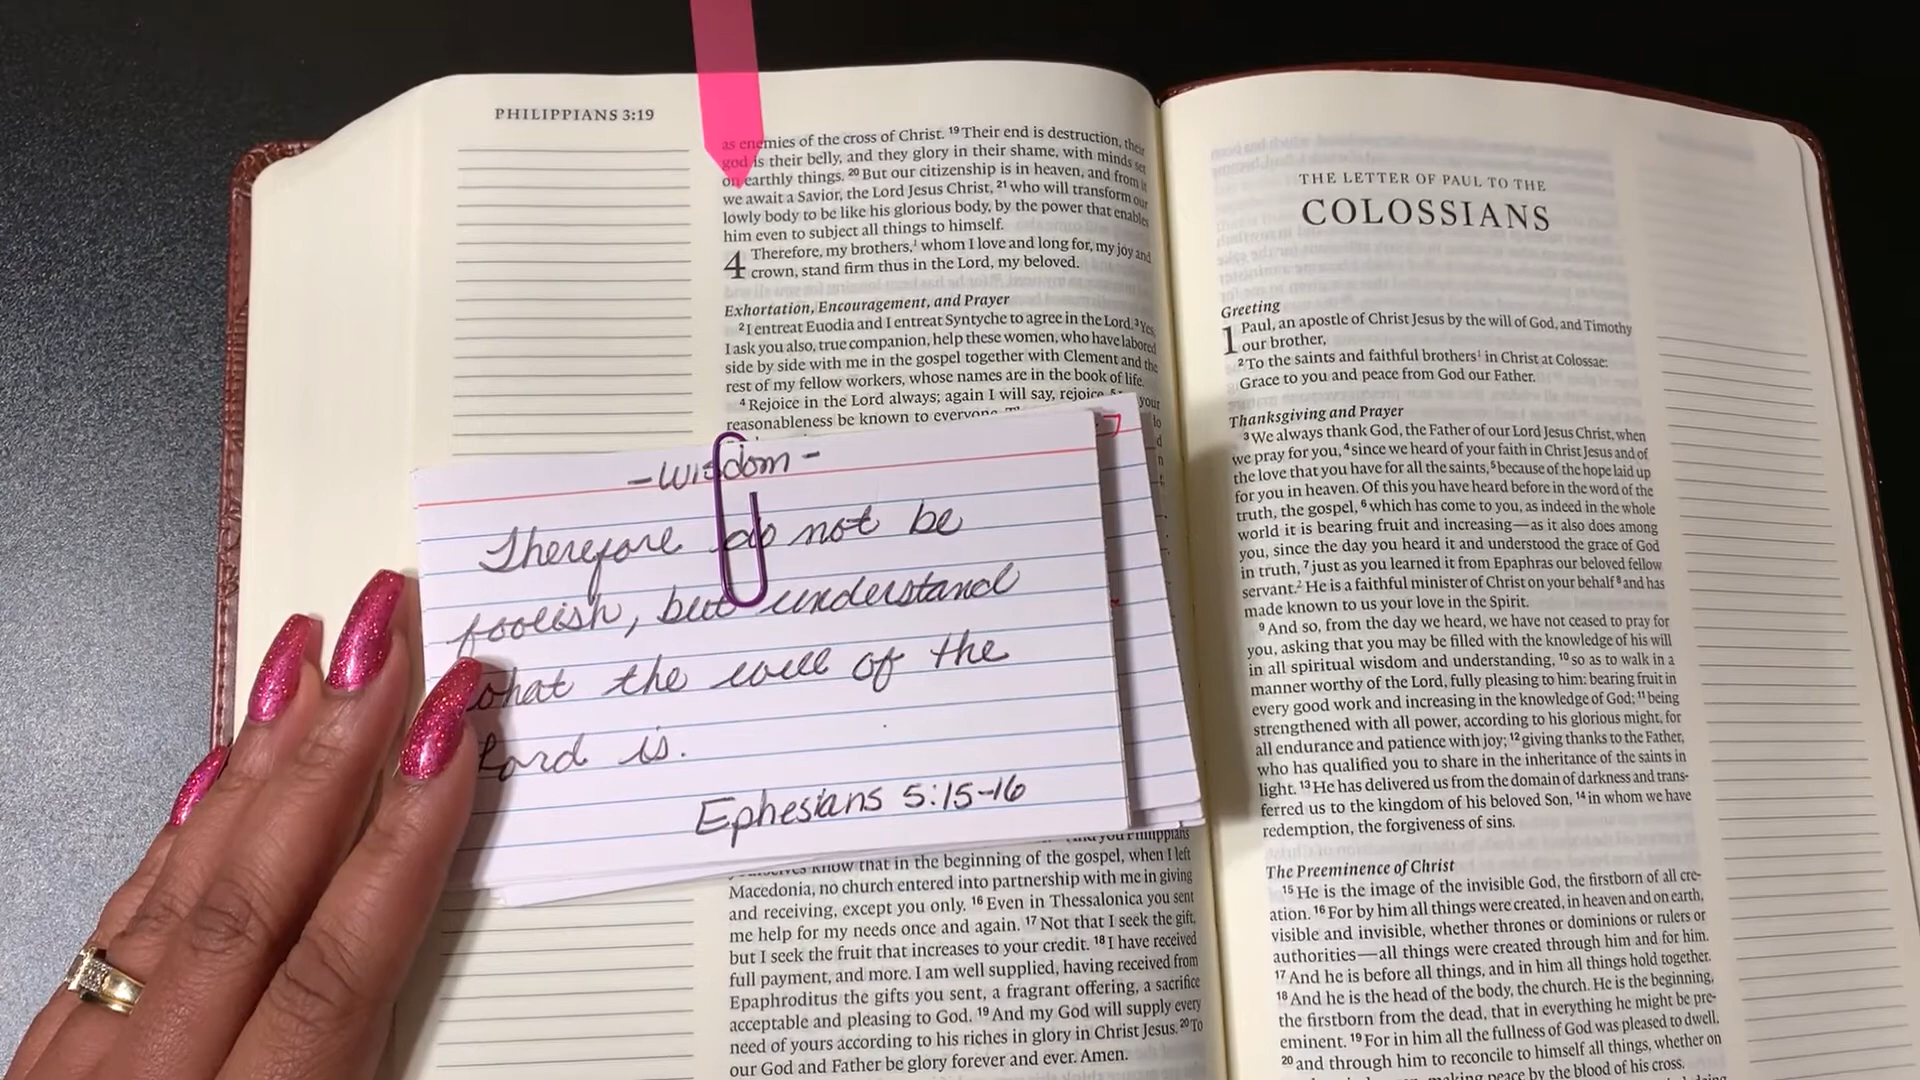 PHILIPPIANS 3:19
as enemies of the cross of Christ. 19 Their end is destruction, their
god is their belly, and they glory in their shame, with minds set
on earthly things. 20 But our citizenship is in heaven, and from it
we await a Savior, the Lord Jesus Christ, 21 who will transform our
lowly body to be like his glorious body, by the power that enables
him even to subject all things to himself.
4 Therefore, my brothers,1 whom I love and long for, my joy and
crown, stand firm thus in the Lord, my beloved.
Exhortation, Encouragement, and Prayer
2 I entreat Euodia and I entreat Syntyche to agree in the Lord. 3 Yes,
I ask you also, true companion, help these women, who have labored
side by side with me in the gospel together with Clement and the
rest of my fellow workers, whose names are in the book of life.
4 Rejoice in the Lord always; again I will say, rejoice. 5 your
reasonableness be known to everyone.
-Wisdom-
Therefore do not be
foolish, but understand
what the will of the
Lord is.
Ephesians 5:15-16
And you Philippians
yourselves know that in the beginning of the gospel, when I left
Macedonia, no church entered into partnership with me in giving
and receiving, except you only. 16 Even in Thessalonica you sent
me help for my needs once and again. 17 Not that I seek the gift,
but I seek the fruit that increases to your credit. 18 I have received
full payment, and more. I am well supplied, having received from
Epaphroditus the gifts you sent, a fragrant offering, a sacrifice
acceptable and pleasing to God. 19 And my God will supply every
need of yours according to his riches in glory in Christ Jesus. 20 To
our God and Father be glory forever and ever. Amen.
THE LETTER OF PAUL TO THE
COLOSSIANS
Greeting
1 Paul, an apostle of Christ Jesus by the will of God, and Timothy
our brother,
2 To the saints and faithful brothers1 in Christ at Colossae:
Grace to you and peace from God our Father.
Thanksgiving and Prayer
3 We always thank God, the Father of our Lord Jesus Christ, when
we pray for you, 4 since we heard of your faith in Christ Jesus and of
the love that you have for all the saints, 5 because of the hope laid up
for you in heaven. Of this you have heard before in the word of the
truth, the gospel, 6 which has come to you, as indeed in the whole
world it is bearing fruit and increasing—as it also does among
you, since the day you heard it and understood the grace of God
in truth, 7 just as you learned it from Epaphras our beloved fellow
servant.2 He is a faithful minister of Christ on your behalf 8 and has
made known to us your love in the Spirit.
9 And so, from the day we heard, we have not ceased to pray for
you, asking that you may be filled with the knowledge of his will
in all spiritual wisdom and understanding, 10 so as to walk in a
manner worthy of the Lord, fully pleasing to him: bearing fruit in
every good work and increasing in the knowledge of God; 11 being
strengthened with all power, according to his glorious might, for
all endurance and patience with joy; 12 giving thanks to the Father,
who has qualified you to share in the inheritance of the saints in
light. 13 He has delivered us from the domain of darkness and trans-
ferred us to the kingdom of his beloved Son, 14 in whom we have
redemption, the forgiveness of sins.
The Preeminence of Christ
15 He is the image of the invisible God, the firstborn of all cre-
ation. 16 For by him all things were created, in heaven and on earth,
visible and invisible, whether thrones or dominions or rulers or
authorities—all things were created through him and for him.
17 And he is before all things, and in him all things hold together.
18 And he is the head of the body, the church. He is the beginning,
the firstborn from the dead, that in everything he might be pre-
eminent. 19 For in him all the fullness of God was pleased to dwell,
20 and through him to reconcile to himself all things, whether on
making peace by the blood of his cross.